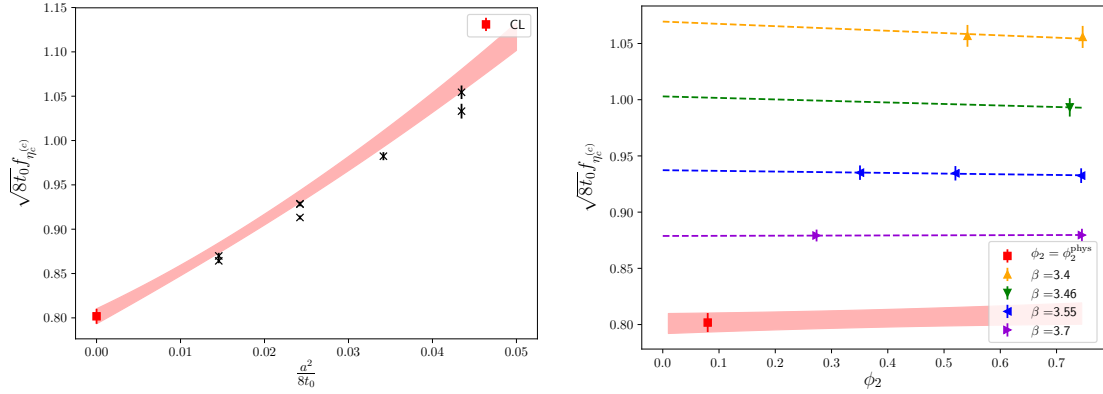 1.15
1.10
1.05
1.00
0.95
0.90
0.85
0.80
0.00 0.01 0.02 0.03 0.04 0.05
a²/8t₀
√8t₀ f_{η_c}^{(c)}
CL
1.05
1.00
0.95
0.90
0.85
0.80
0.0 0.1 0.2 0.3 0.4 0.5 0.6 0.7
ϕ₂
√8t₀ f_{η_c}^{(c)}
ϕ₂ = ϕ₂^{phys}
β =3.4
β =3.46
β =3.55
β =3.7